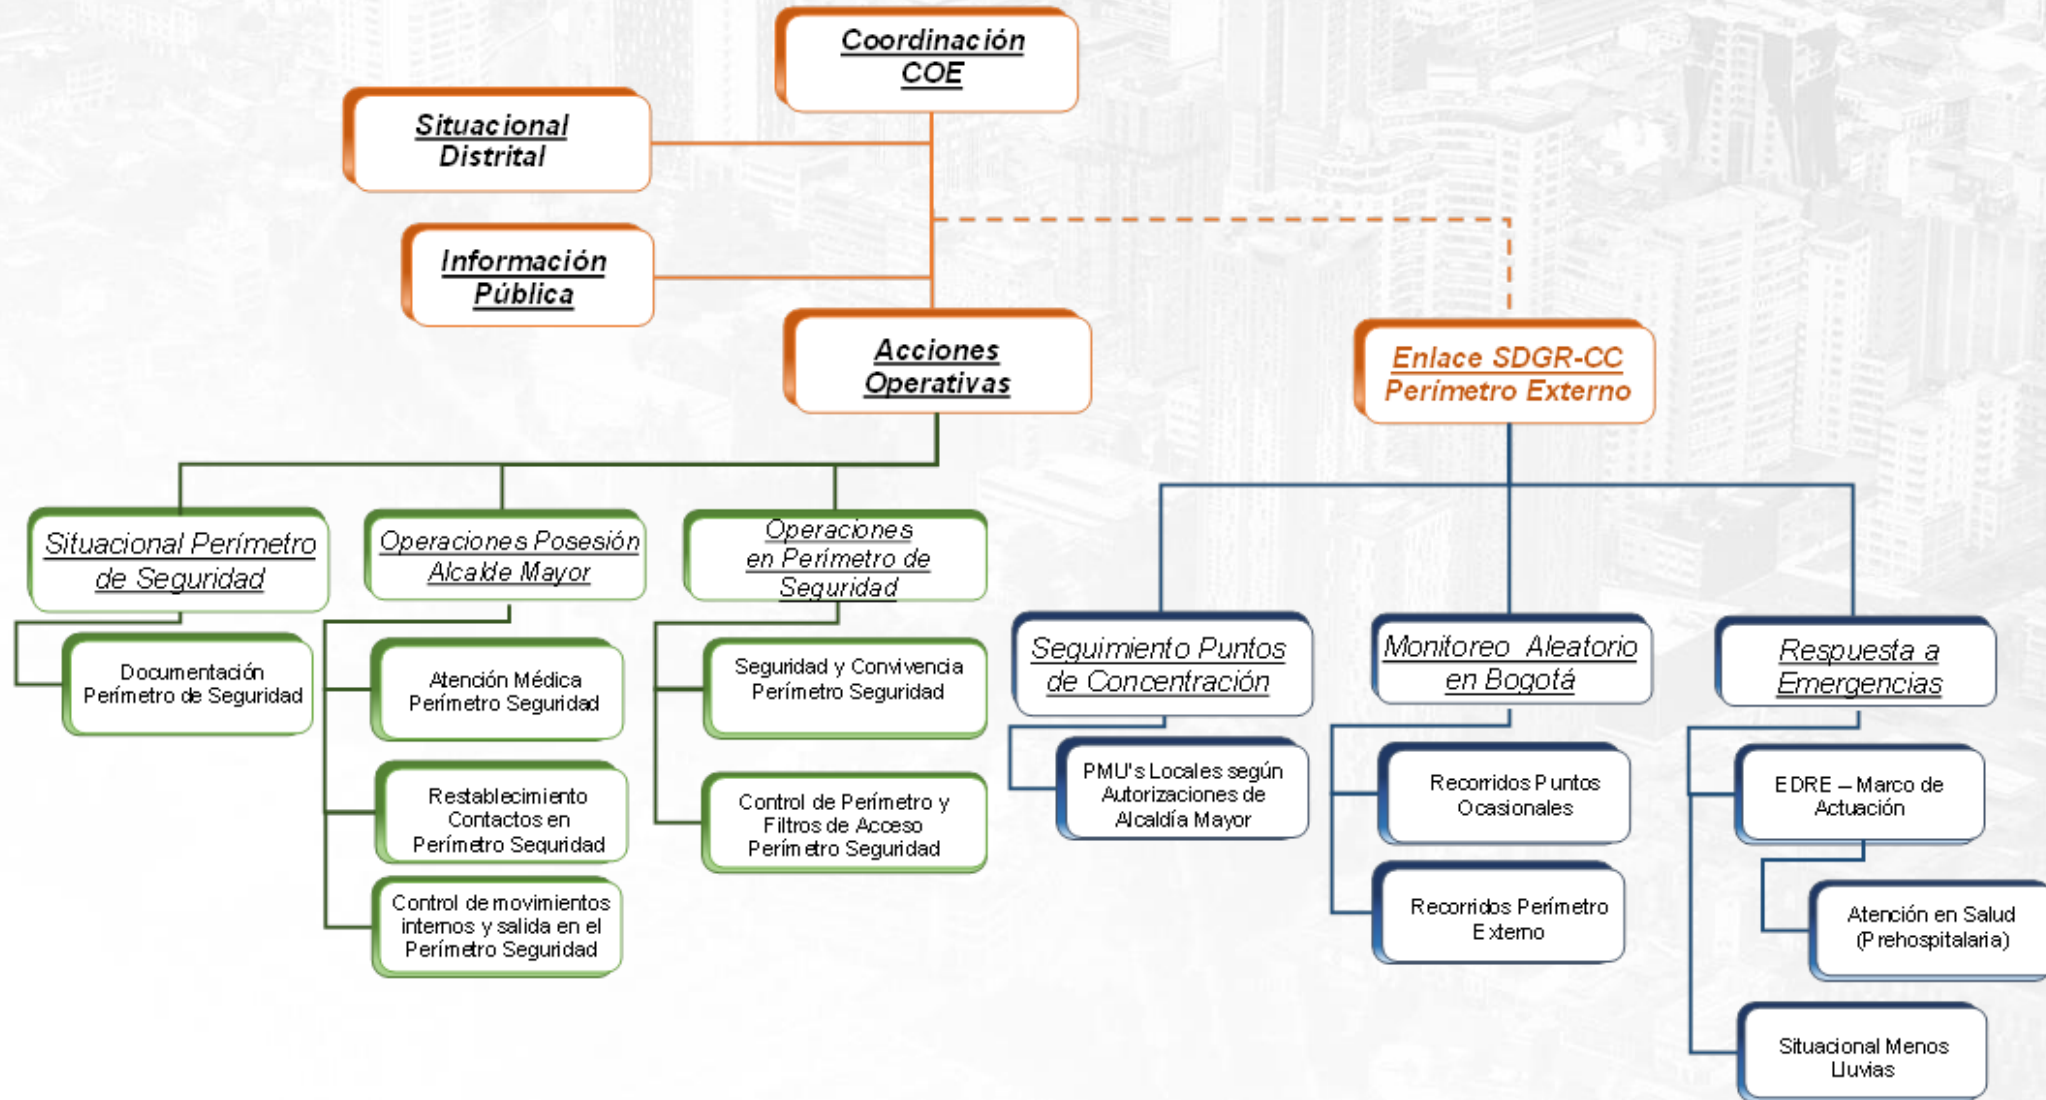 Coordinación
COE
Situacional
Distrital
Información
Pública
Acciones
Operativas
Enlace SDGR-CC
Perímetro Externo
Situacional Perímetro
de Seguridad
Documentación
Perímetro de Seguridad
Operaciones Posesión
Alcalde Mayor
Atención Médica
Perímetro Seguridad
Restablecimiento
Contactos en
Perímetro Seguridad
Control de movimientos
internos y salida en el
Perímetro Seguridad
Operaciones
en Perímetro de
Seguridad
Seguridad y Convivencia
Perímetro Seguridad
Control de Perímetro y
Filtros de Acceso
Perímetro Seguridad
Seguimiento Puntos
de Concentración
PMU's Locales según
Autorizaciones de
Alcaldía Mayor
Monitoreo Aleatorio
en Bogotá
Recorridos Puntos
Ocasionales
Recorridos Perímetro
Externo
Respuesta a
Emergencias
EDRE – Marco de
Actuación
Atención en Salud
(Prehospitalaria)
Situacional Menos
Lluvias